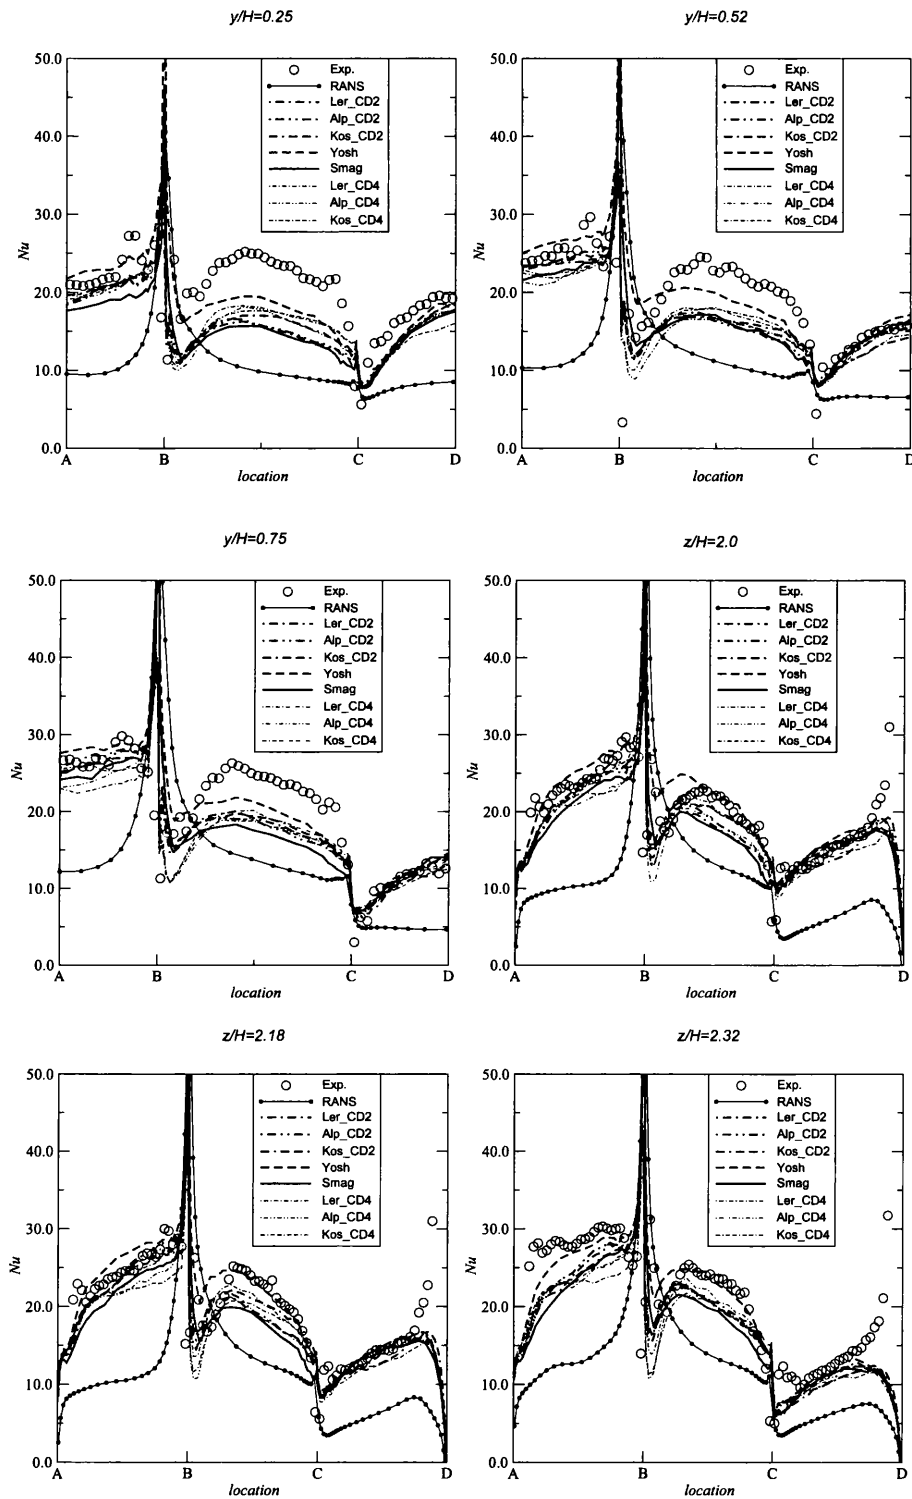 y/H=0.25
50.0
40.0
30.0
20.0
10.0
0.0
Nu
Exp.
RANS
Ler_CD2
Alp_CD2
Kos_CD2
Yosh
Smag
Ler_CD4
Alp_CD4
Kos_CD4
A B C D
location
y/H=0.52
50.0
40.0
30.0
20.0
10.0
0.0
Nu
Exp.
RANS
Ler_CD2
Alp_CD2
Kos_CD2
Yosh
Smag
Ler_CD4
Alp_CD4
Kos_CD4
A B C D
location
y/H=0.75
50.0
40.0
30.0
20.0
10.0
0.0
Nu
Exp.
RANS
Ler_CD2
Alp_CD2
Kos_CD2
Yosh
Smag
Ler_CD4
Alp_CD4
Kos_CD4
A B C D
location
z/H=2.0
50.0
40.0
30.0
20.0
10.0
0.0
Nu
Exp.
RANS
Ler_CD2
Alp_CD2
Kos_CD2
Yosh
Smag
Ler_CD4
Alp_CD4
Kos_CD4
A B C D
location
z/H=2.18
50.0
40.0
30.0
20.0
10.0
0.0
Nu
Exp.
RANS
Ler_CD2
Alp_CD2
Kos_CD2
Yosh
Smag
Ler_CD4
Alp_CD4
Kos_CD4
A B C D
location
z/H=2.32
50.0
40.0
30.0
20.0
10.0
0.0
Nu
Exp.
RANS
Ler_CD2
Alp_CD2
Kos_CD2
Yosh
Smag
Ler_CD4
Alp_CD4
Kos_CD4
A B C D
location